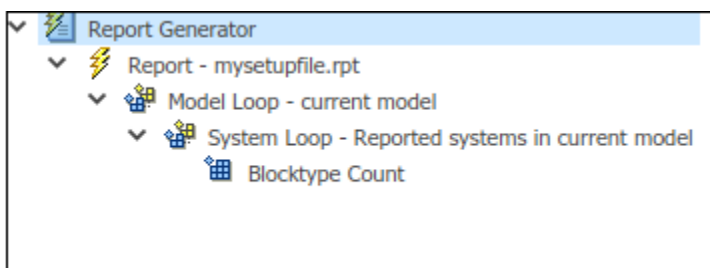 Report Generator
Report - mysetupfile.rpt
Model Loop - current model
System Loop - Reported systems in current model
Blocktype Count